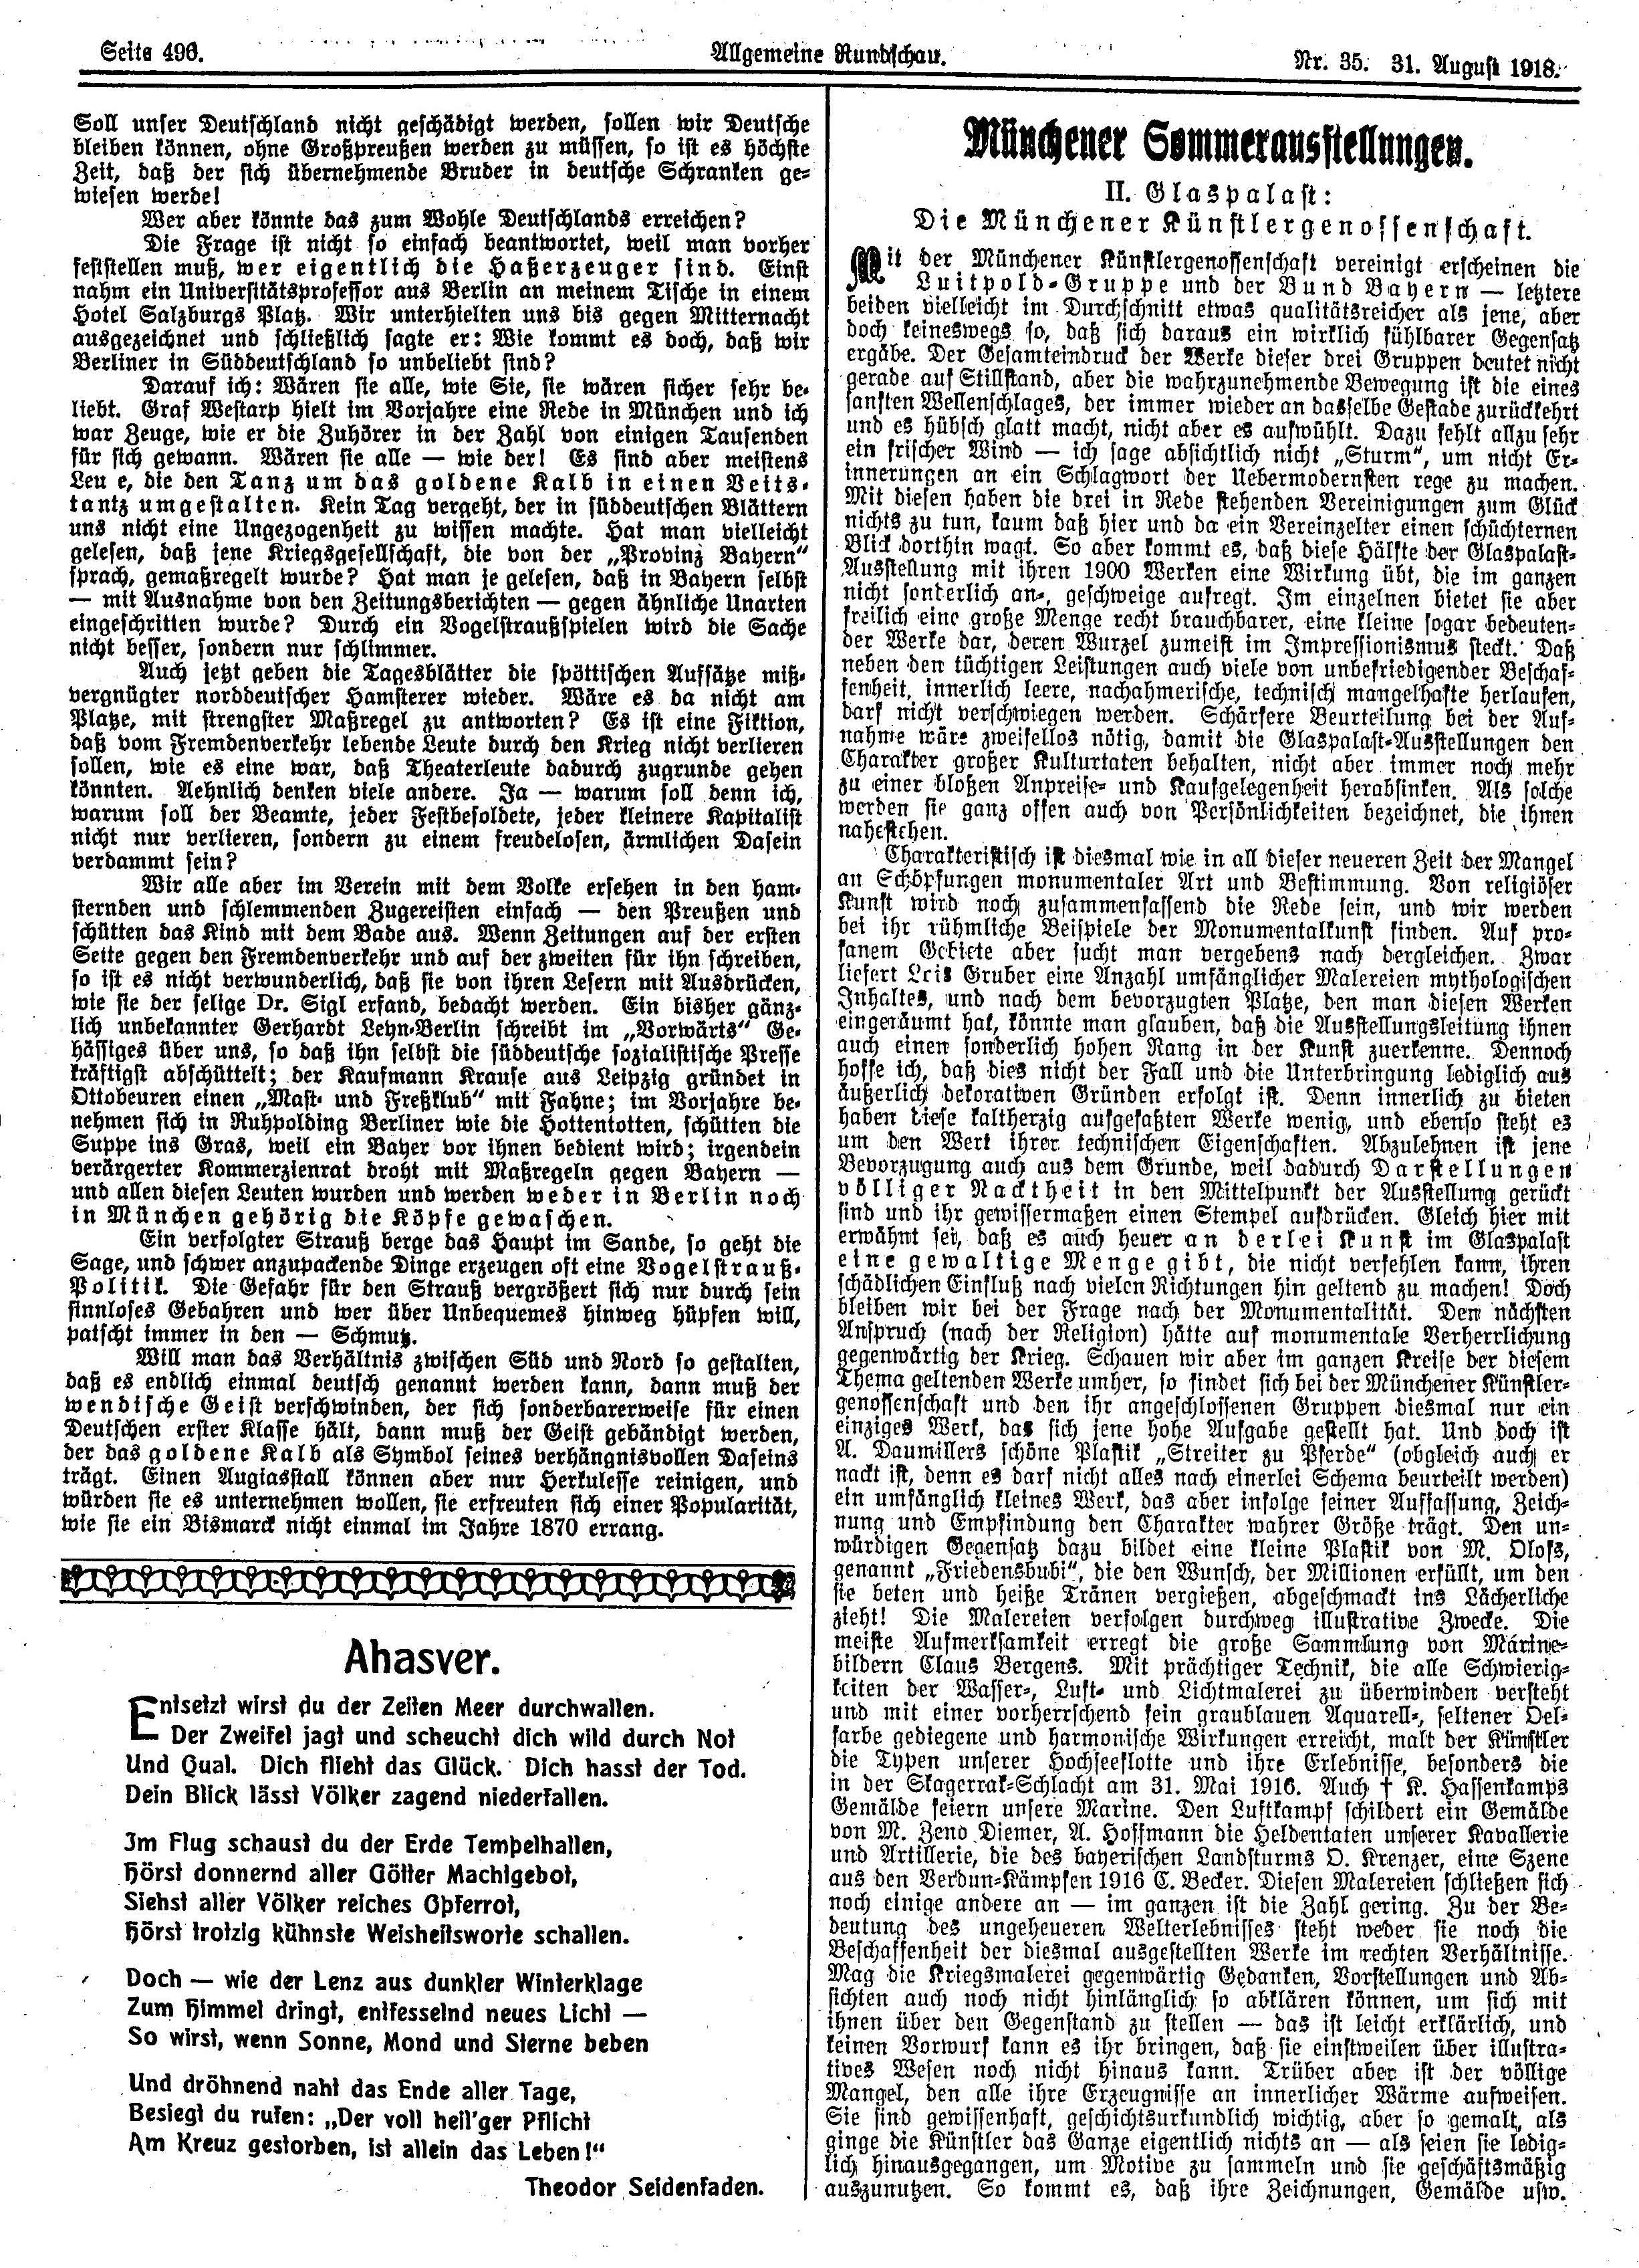 Seite 496.
Allgemeine Rundschau.
Nr. 35. 31. August 1918.
Soll unser Deutschland nicht geschädigt werden, sollen wir Deutsche
bleiben können, ohne Großpreußen werden zu müssen, so ist es höchste
Zeit, daß der sich übernehmende Bruder in deutsche Schranken ge-
wiesen werde!
Wer aber könnte das zum Wohle Deutschlands erreichen?
Die Frage ist nicht so einfach beantwortet, weil man vorher
feststellen muß, wer eigentlich die Haßerzeuger sind. Einst
nahm ein Universitätsprofessor aus Berlin an meinem Tische in einem
Hotel Salzburgs Platz. Wir unterhielten uns bis gegen Mitternacht
ausgezeichnet und schließlich sagte er: Wie kommt es doch, daß wir
Berliner in Süddeutschland so unbeliebt sind?
Darauf ich: Wären sie alle, wie Sie, sie wären sicher sehr be-
liebt. Graf Westarp hielt im Vorjahre eine Rede in München und ich
war Zeuge, wie er die Zuhörer in der Zahl von einigen Tausenden
für sich gewann. Wären sie alle — wie der! Es sind aber meistens
Leu e, die den Tanz um das goldene Kalb in einen Veits-
tantz umgestalten. Kein Tag vergeht, der in süddeutschen Blättern
uns nicht eine Ungezogenheit zu wissen machte. Hat man vielleicht
gelesen, daß jene Kriegsgesellschaft, die von der „Provinz Bayern“
sprach, gemaßregelt wurde? Hat man je gelesen, daß in Bayern selbst
— mit Ausnahme von den Zeitungsberichten — gegen ähnliche Unarten
eingeschritten wurde? Durch ein Vogelstraußspielen wird die Sache
nicht besser, sondern nur schlimmer.
Auch jetzt geben die Tagesblätter die spöttischen Aufsätze miß-
vergnügter norddeutscher Hamsterer wieder. Wäre es da nicht am
Platze, mit strengster Maßregel zu antworten? Es ist eine Fiktion,
daß vom Fremdenverkehr lebende Leute durch den Krieg nicht verlieren
sollen, wie es eine war, daß Theaterleute dadurch zugrunde gehen
könnten. Aehnlich denken viele andere. Ja — warum soll denn ich,
warum soll der Beamte, jeder Festbesoldete, jeder kleinere Kapitalist
nicht nur verlieren, sondern zu einem freudelosen, ärmlichen Dasein
verdammt sein?
Wir alle aber im Verein mit dem Volke ersehen in den ham-
sternden und schlemmenden Zugereisten einfach — den Preußen und
schütten das Kind mit dem Bade aus. Wenn Zeitungen auf der ersten
Seite gegen den Fremdenverkehr und auf der zweiten für ihn schreiben,
so ist es nicht verwunderlich, daß sie von ihren Lesern mit Ausdrücken,
wie sie der selige Dr. Sigl erfand, bedacht werden. Ein bisher gänz-
lich unbekannter Gerhardt Leyn-Berlin schreibt im „Vorwärts“ Ge-
hässiges über uns, so daß ihn selbst die süddeutsche sozialistische Presse
kräftigst abschüttelt; der Kaufmann Krause aus Leipzig gründet in
Ottobeuren einen „Mast- und Freßklub“ mit Fahne; im Vorjahre be-
nehmen sich in Ruhpolding Berliner wie die Hottentotten, schütten die
Suppe ins Gras, weil ein Bayer vor ihnen bedient wird; irgendein
verärgerter Kommerzienrat droht mit Maßregeln gegen Bayern —
und allen diesen Leuten wurden und werden weder in Berlin noch
in München gehörig die Köpfe gewaschen.
Ein verfolgter Strauß berge das Haupt im Sande, so geht die
Sage, und schwer anzupackende Dinge erzeugen oft eine Vogelstrauß-
Politik. Die Gefahr für den Strauß vergrößert sich nur durch sein
sinnloses Gebahren und wer über Unbequemes hinweg hüpfen will,
patscht immer in den — Schmutz.
Will man das Verhältnis zwischen Süd und Nord so gestalten,
daß es endlich einmal deutsch genannt werden kann, dann muß der
wendische Geist verschwinden, der sich sonderbarerweise für einen
Deutschen erster Klasse hält, dann muß der Geist gebändigt werden,
der das goldene Kalb als Symbol seines verhängnisvollen Daseins
trägt. Einen Augiasstall können aber nur Herkulesse reinigen, und
würden sie es unternehmen wollen, sie erfreuten sich einer Popularität,
wie sie ein Bismarck nicht einmal im Jahre 1870 errang.
Ahasver.
Entsetzt wirst du der Zeiten Meer durchwallen.
Der Zweifel jagt und scheucht dich wild durch Not
Und Qual. Dich flieht das Glück. Dich hasst der Tod.
Dein Blick lässt Völker zagend niederfallen.
Im Flug schaust du der Erde Tempelhallen,
Hörst donnernd aller Götter Machtgebot,
Siehst aller Völker reiches Opferrot,
Hörst trotzig kühnste Weisheitsworte schallen.
Doch — wie der Lenz aus dunkler Winterklage
Zum Himmel dringt, entfesselnd neues Licht —
So wirst, wenn Sonne, Mond und Sterne beben
Und dröhnend naht das Ende aller Tage,
Besiegt du rufen: „Der voll heil'ger Pflicht
Am Kreuz gestorben, ist allein das Leben!“
Theodor Seidenfaden.
Münchener Sommerausstellungen.
II. Glaspalast:
Die Münchener Künstlergenossenschaft.
Mit der Münchener Künstlergenossenschaft vereinigt erscheinen die
Luitpold-Gruppe und der Bund Bayern — letztere
beiden vielleicht im Durchschnitt etwas qualitätsreicher als jene, aber
doch keineswegs so, daß sich daraus ein wirklich fühlbarer Gegensatz
ergäbe. Der Gesamteindruck der Werke dieser drei Gruppen deutet nicht
gerade auf Stillstand, aber die wahrzunehmende Bewegung ist die eines
sanften Wellenschlages, der immer wieder an dasselbe Gestade zurückkehrt
und es hübsch glatt macht, nicht aber es aufwühlt. Dazu fehlt allzu sehr
ein frischer Wind — ich sage absichtlich nicht „Sturm“, um nicht Er-
innerungen an ein Schlagwort der Uebermodernsten rege zu machen.
Mit diesen haben die drei in Rede stehenden Vereinigungen zum Glück
nichts zu tun, kaum daß hier und da ein Vereinzelter einen schüchternen
Blick dorthin wagt. So aber kommt es, daß diese Hälfte der Glaspalast-
Ausstellung mit ihren 1900 Werken eine Wirkung übt, die im ganzen
nicht sonderlich an-, geschweige aufregt. Im einzelnen bietet sie aber
freilich eine große Menge recht brauchbarer, eine kleine sogar bedeuten-
der Werke dar, deren Wurzel zumeist im Impressionismus steckt. Daß
neben den tüchtigen Leistungen auch viele von unbefriedigender Beschaf-
fenheit, innerlich leere, nachahmerische, technisch mangelhafte herlaufen,
darf nicht verschwiegen werden. Schärfere Beurteilung bei der Auf-
nahme wäre zweifellos nötig, damit die Glaspalast-Ausstellungen den
Charakter großer Kulturtaten behalten, nicht aber immer noch mehr
zu einer bloßen Anpreise- und Kaufgelegenheit herabsinken. Als solche
werden sie ganz offen auch von Persönlichkeiten bezeichnet, die ihnen
nahestehen.
Charakteristisch ist diesmal wie in all dieser neueren Zeit der Mangel
an Schöpfungen monumentaler Art und Bestimmung. Von religiöser
Kunst wird noch zusammenfassend die Rede sein, und wir werden
bei ihr rühmliche Beispiele der Monumentalkunst finden. Auf pro-
fanem Gebiete aber sucht man vergebens nach dergleichen. Zwar
liefert Leis Gruber eine Anzahl umfänglicher Malereien mythologischen
Inhaltes, und nach dem bevorzugten Platze, den man diesen Werken
eingeräumt hat, könnte man glauben, daß die Ausstellungsleitung ihnen
auch einen sonderlich hohen Rang in der Kunst zuerkenne. Dennoch
hoffe ich, daß dies nicht der Fall und die Unterbringung lediglich aus
äußerlich dekorativen Gründen erfolgt ist. Denn innerlich zu bieten
haben diese kaltherzig aufgefaßten Werke wenig, und ebenso steht es
um den Wert ihrer technischen Eigenschaften. Abzulehnen ist jene
Bevorzugung auch aus dem Grunde, weil dadurch Darstellungen
völliger Nacktheit in den Mittelpunkt der Ausstellung gerückt
sind und ihr gewissermaßen einen Stempel aufdrücken. Gleich hier mit
erwähnt sei, daß es auch heuer an derlei Kunst im Glaspalast
eine gewaltige Menge gibt, die nicht verfehlen kann, ihren
schädlichen Einfluß nach vielen Richtungen hin geltend zu machen! Doch
bleiben wir bei der Frage nach der Monumentalität. Den nächsten
Anspruch (nach der Religion) hätte auf monumentale Verherrlichung
gegenwärtig der Krieg. Schauen wir aber im ganzen Kreise der diesem
Thema geltenden Werke umher, so findet sich bei der Münchener Künstler-
genossenschaft und den ihr angeschlossenen Gruppen diesmal nur ein
einziges Werk, das sich jene hohe Aufgabe gestellt hat. Und doch ist
A. Daumillers schöne Plastik „Streiter zu Pferde“ (obgleich auch er
nackt ist, denn es darf nicht alles nach einerlei Schema beurteilt werden)
ein umfänglich kleines Werk, das aber infolge seiner Auffassung, Zeich-
nung und Empfindung den Charakter wahrer Größe trägt. Den un-
würdigen Gegensatz dazu bildet eine kleine Plastik von M. Olofs,
genannt „Friedensbubi“, die den Wunsch, der Millionen erfüllt, um den
sie beten und heiße Tränen vergießen, abgeschmackt ins Lächerliche
zieht! Die Malereien verfolgen durchweg illustrative Zwecke. Die
meiste Aufmerksamkeit erregt die große Sammlung von Marine-
bildern Claus Bergens. Mit prächtiger Technik, die alle Schwierig-
keiten der Wasser-, Luft- und Lichtmalerei zu überwinden versteht
und mit einer vorherrschend fein graublauen Aquarell-, seltener Oel-
farbe gediegene und harmonische Wirkungen erreicht, malt der Künstler
die Typen unserer Hochseeflotte und ihre Erlebnisse, besonders die
in der Skagerrak-Schlacht am 31. Mai 1916. Auch † K. Hassenkamps
Gemälde feiern unsere Marine. Den Luftkampf schildert ein Gemälde
von M. Zeno Diemer, A. Hoffmann die Heldentaten unserer Kavallerie
und Artillerie, die des bayerischen Landsturms O. Krenzer, eine Szene
aus den Verdun-Kämpfen 1916 C. Becker. Diesen Malereien schließen sich
noch einige andere an — im ganzen ist die Zahl gering. Zu der Be-
deutung des ungeheueren Welterlebnisses steht weder sie noch die
Beschaffenheit der diesmal ausgestellten Werke im rechten Verhältnisse.
Mag die Kriegsmalerei gegenwärtig Gedanken, Vorstellungen und Ab-
sichten auch noch nicht hinlänglich so abklären können, um sich mit
ihnen über den Gegenstand zu stellen — das ist leicht erklärlich, und
keinen Vorwurf kann es ihr bringen, daß sie einstweilen über illustra-
tives Wesen noch nicht hinaus kann. Trüber aber ist der völlige
Mangel, den alle ihre Erzeugnisse an innerlicher Wärme aufweisen.
Sie sind gewissenhaft, geschichtsurkundlich wichtig, aber so gemalt, als
ginge die Künstler das Ganze eigentlich nichts an — als seien sie ledig-
lich hinausgegangen, um Motive zu sammeln und sie geschäftsmäßig
auszunutzen. So kommt es, daß ihre Zeichnungen, Gemälde usw.